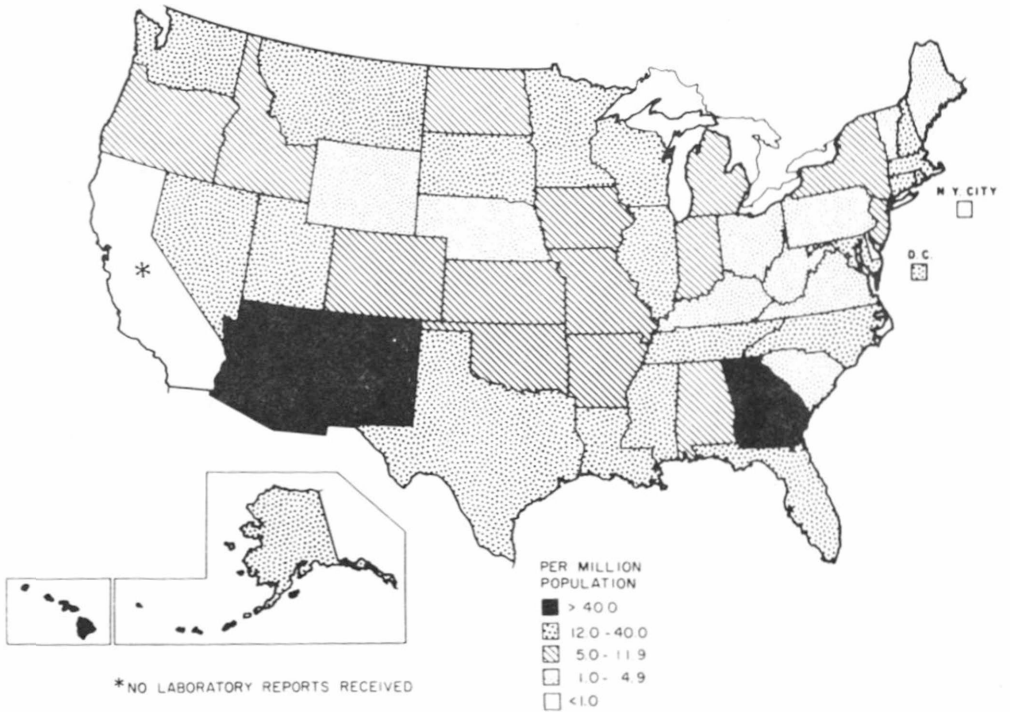 *
N.Y. CITY
D.C.
PER MILLION
POPULATION
> 40.0
12.0 - 40.0
5.0 - 11.9
1.0 - 4.9
<1.0
*NO LABORATORY REPORTS RECEIVED